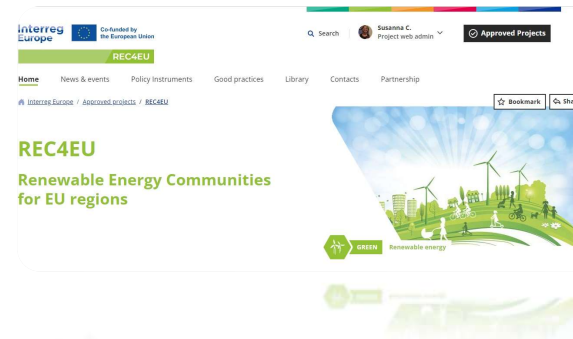 Interreg
Europe
Co-funded by
the European Union
Search
Susanna C.
Project web admin
Approved Projects
REC4EU
Home News & events Policy Instruments Good practices Library Contacts Partnership
Interreg Europe / Approved projects / REC4EU
Bookmark
REC4EU
Renewable Energy Communities
for EU regions
GREEN Renewable energy